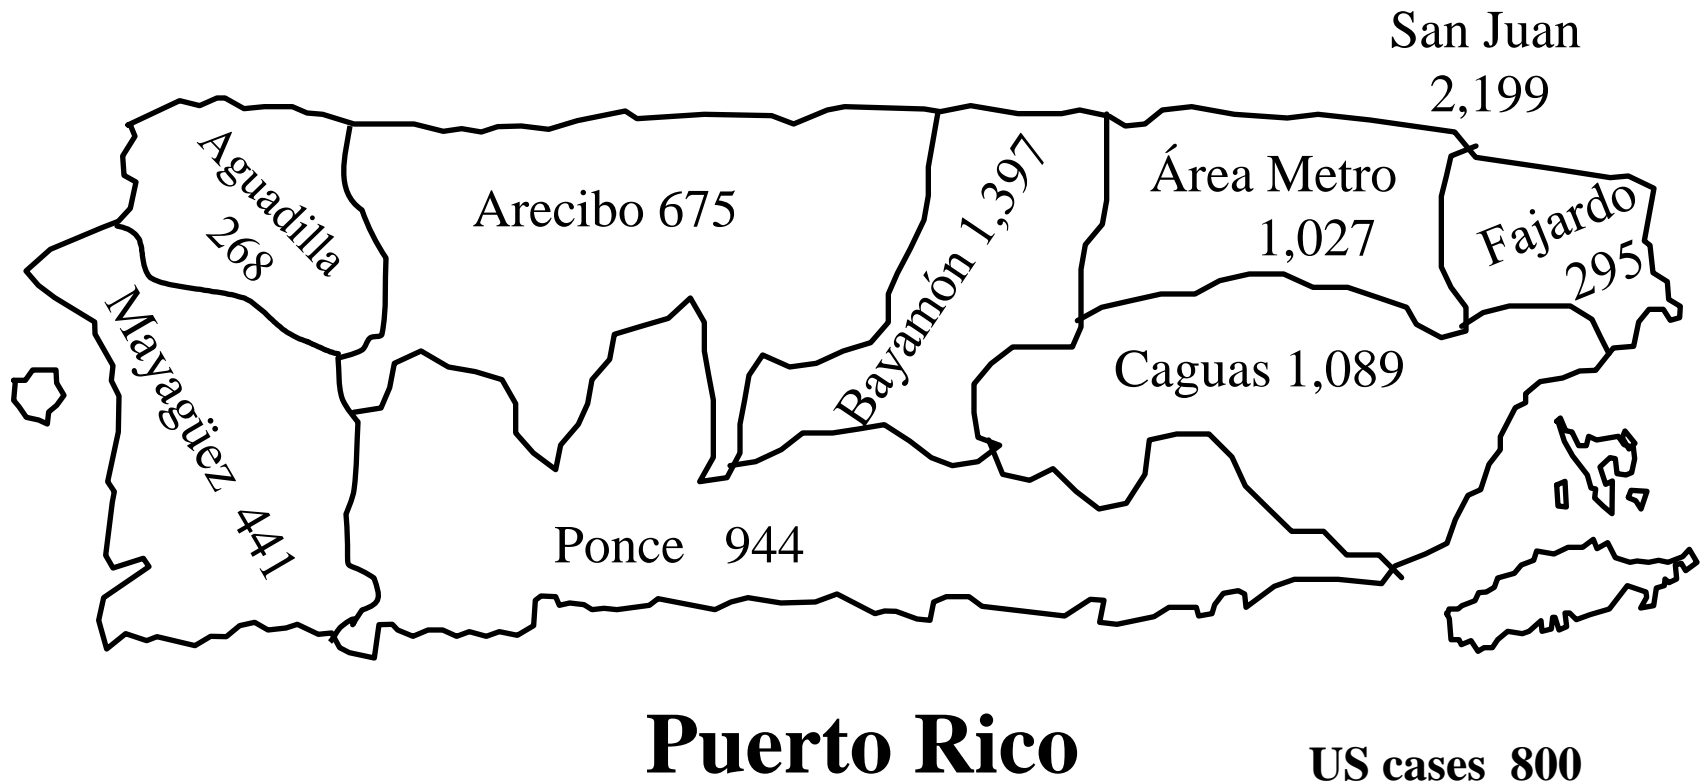 San Juan
2,199
Aguadilla
268
Arecibo 675
Bayamón 1,397
Área Metro
1,027
Fajardo
295
Mayagüez 441
Caguas 1,089
Ponce 944
Puerto Rico
US cases 800